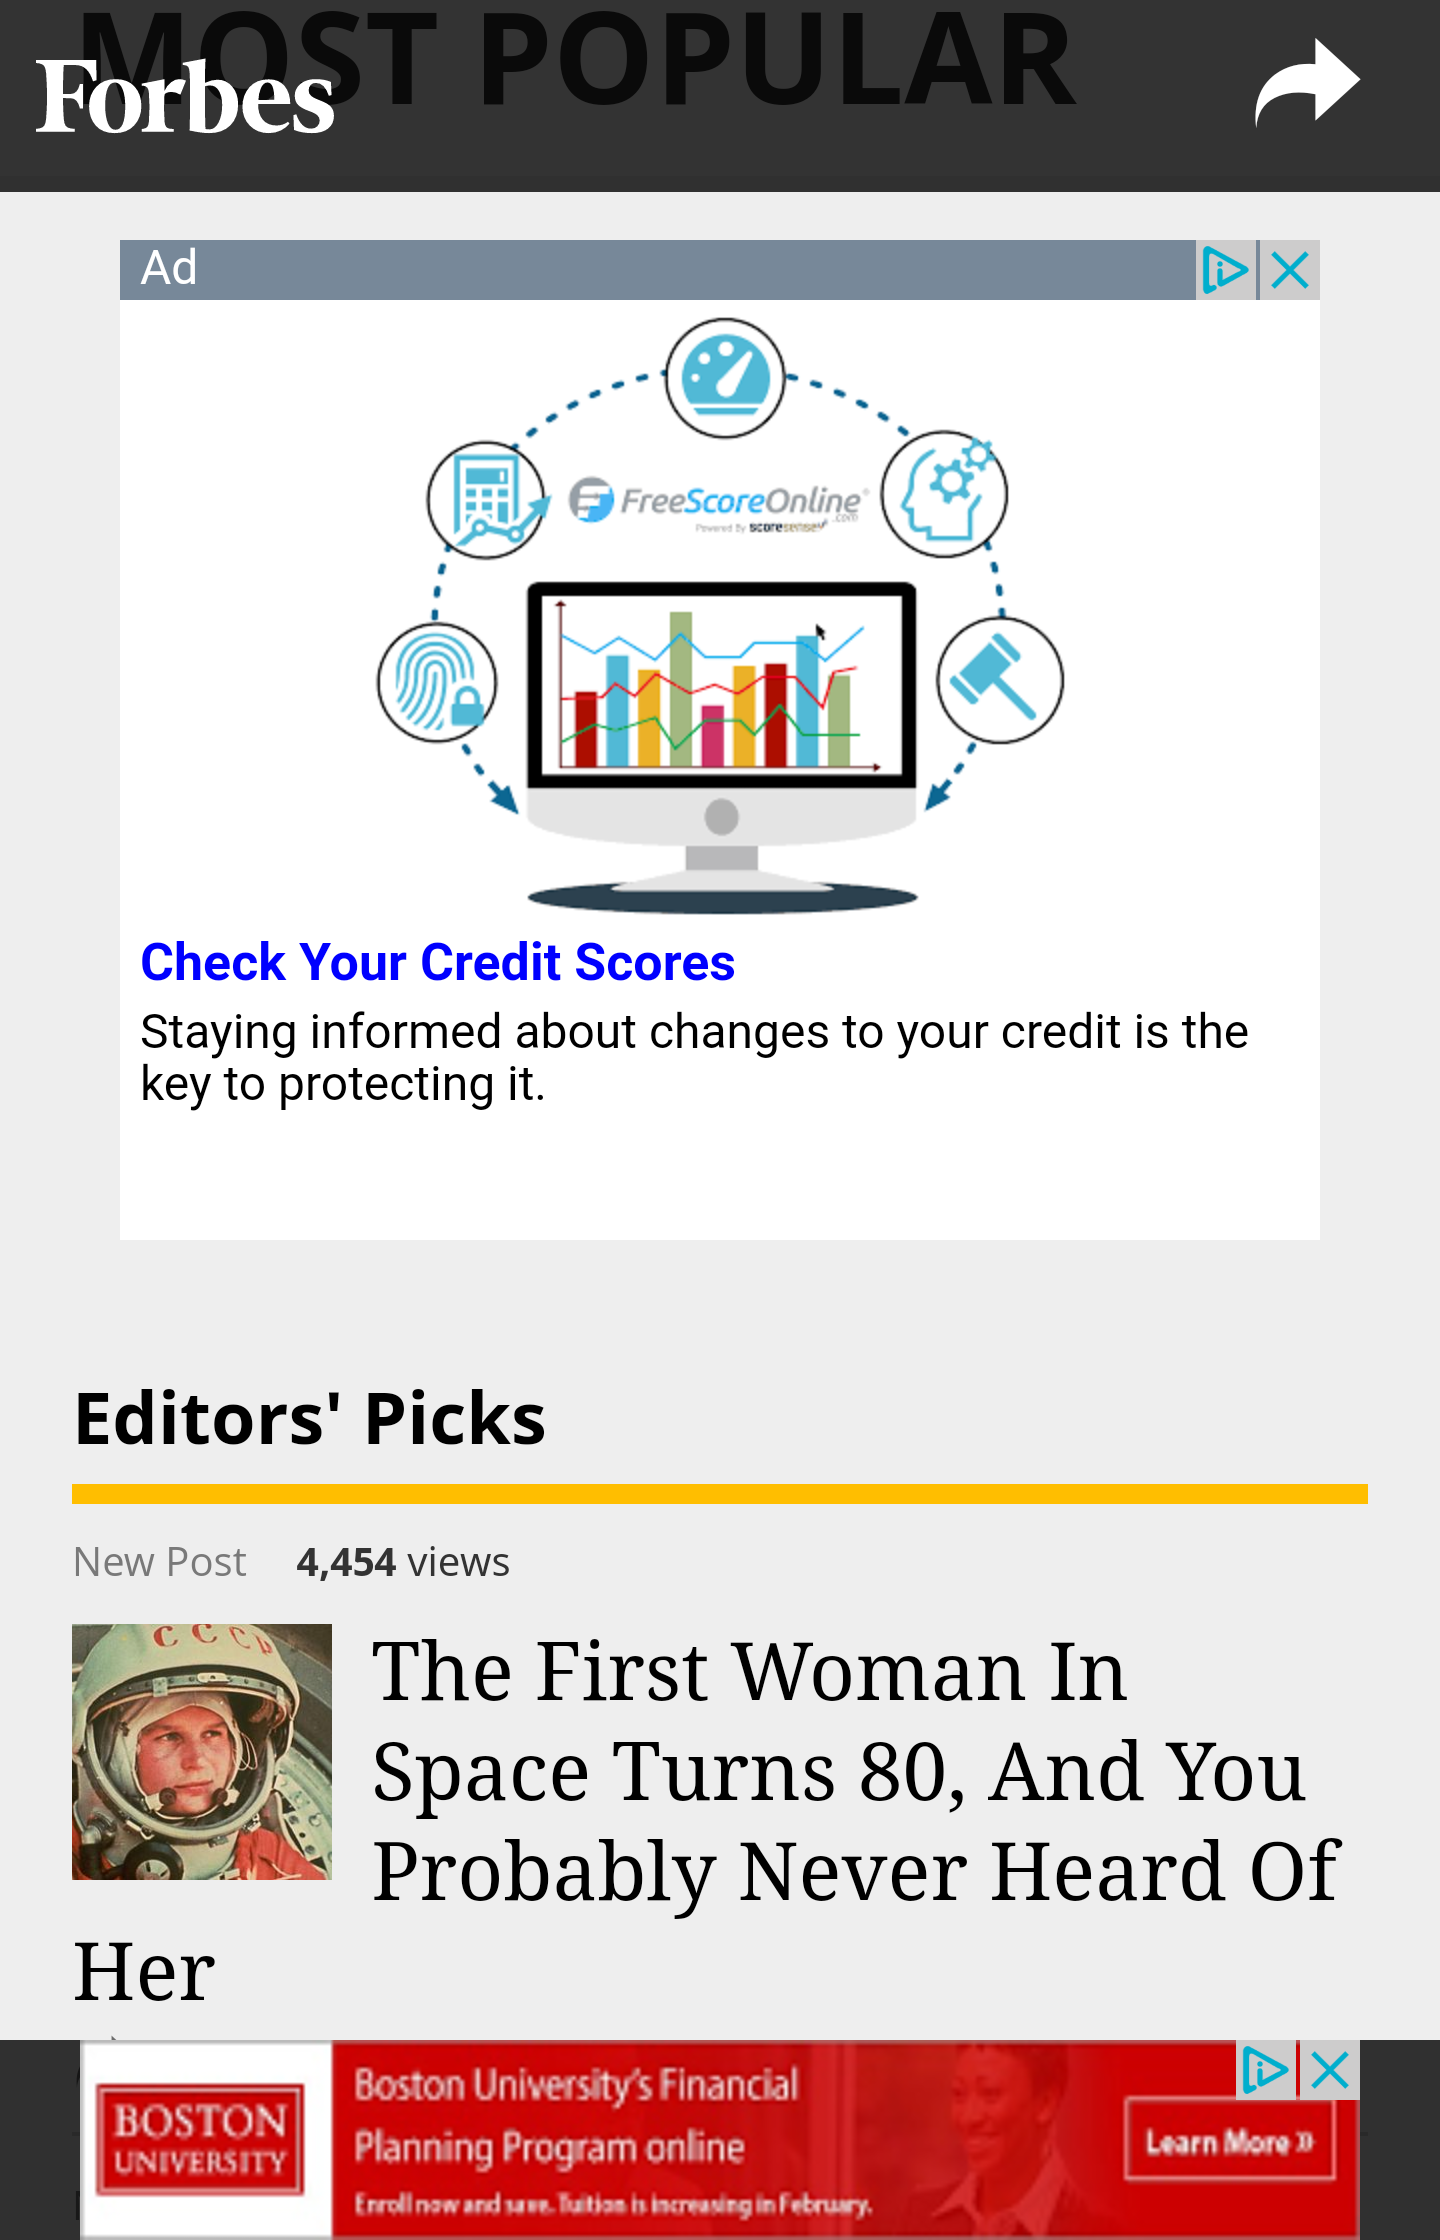 MOST POPULAR
Forbes
Ad
FreeScoreOnline®
.com
Powered By scoresense
Check Your Credit Scores
Staying informed about changes to your credit is the
key to protecting it.
Editors' Picks
New Post 4,454 views
CCCP
The First Woman In
Space Turns 80, And You
Probably Never Heard Of
Her
BOSTON
UNIVERSITY
Boston University's Financial
Planning Program online
Enroll now and save. Tuition is increasing in February.
Learn More »